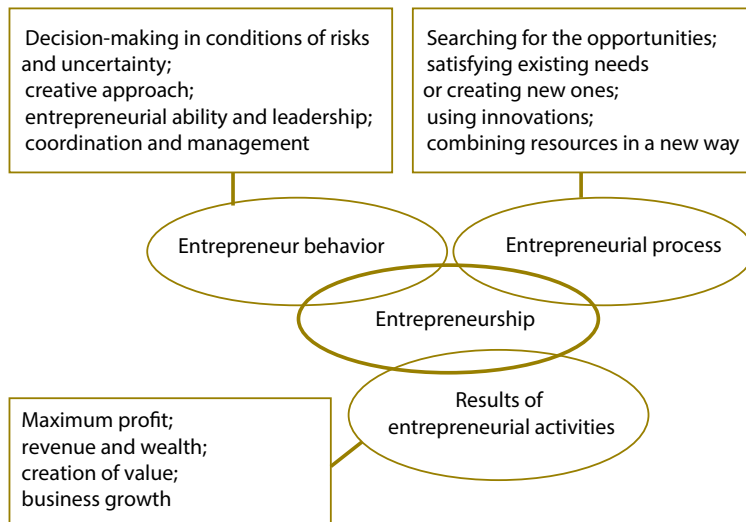 Decision-making in conditions of risks
and uncertainty;
creative approach;
entrepreneurial ability and leadership;
coordination and management
Searching for the opportunities;
satisfying existing needs
or creating new ones;
using innovations;
combining resources in a new way
Entrepreneur behavior
Entrepreneurial process
Entrepreneurship
Results of
entrepreneurial activities
Maximum profit;
revenue and wealth;
creation of value;
business growth